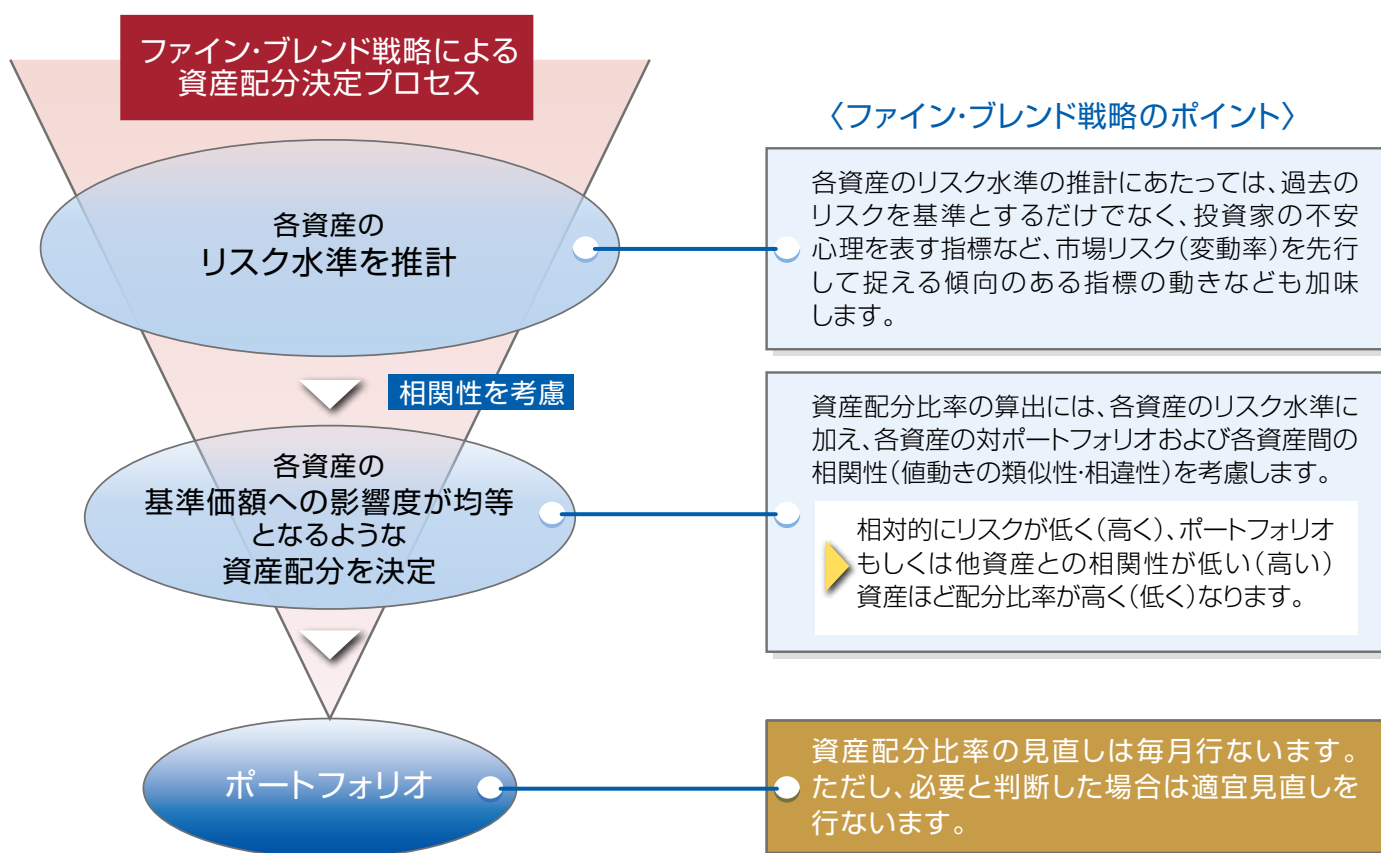 ファイン・ブレンド戦略による
資産配分決定プロセス
〈ファイン・ブレンド戦略のポイント〉
各資産の
リスク水準を推計
各資産のリスク水準の推計にあたっては、過去の
リスクを基準とするだけでなく、投資家の不安
心理を表す指標など、市場リスク(変動率)を先行
して捉える傾向のある指標の動きなども加味
します。
相関性を考慮
各資産の
基準価額への影響度が均等
となるような
資産配分を決定
資産配分比率の算出には、各資産のリスク水準に
加え、各資産の対ポートフォリオおよび各資産間の
相関性(値動きの類似性・相違性)を考慮します。
相対的にリスクが低く(高く)、ポートフォリオ
もしくは他資産との相関性が低い(高い)
資産ほど配分比率が高く(低く)なります。
ポートフォリオ
資産配分比率の見直しは毎月行ないます。
ただし、必要と判断した場合は適宜見直しを
行ないます。